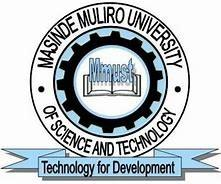 MASINDE MULIRO UNIVERSITY
OF SCIENCE AND TECHNOLOGY
Mmust
Technology for Development